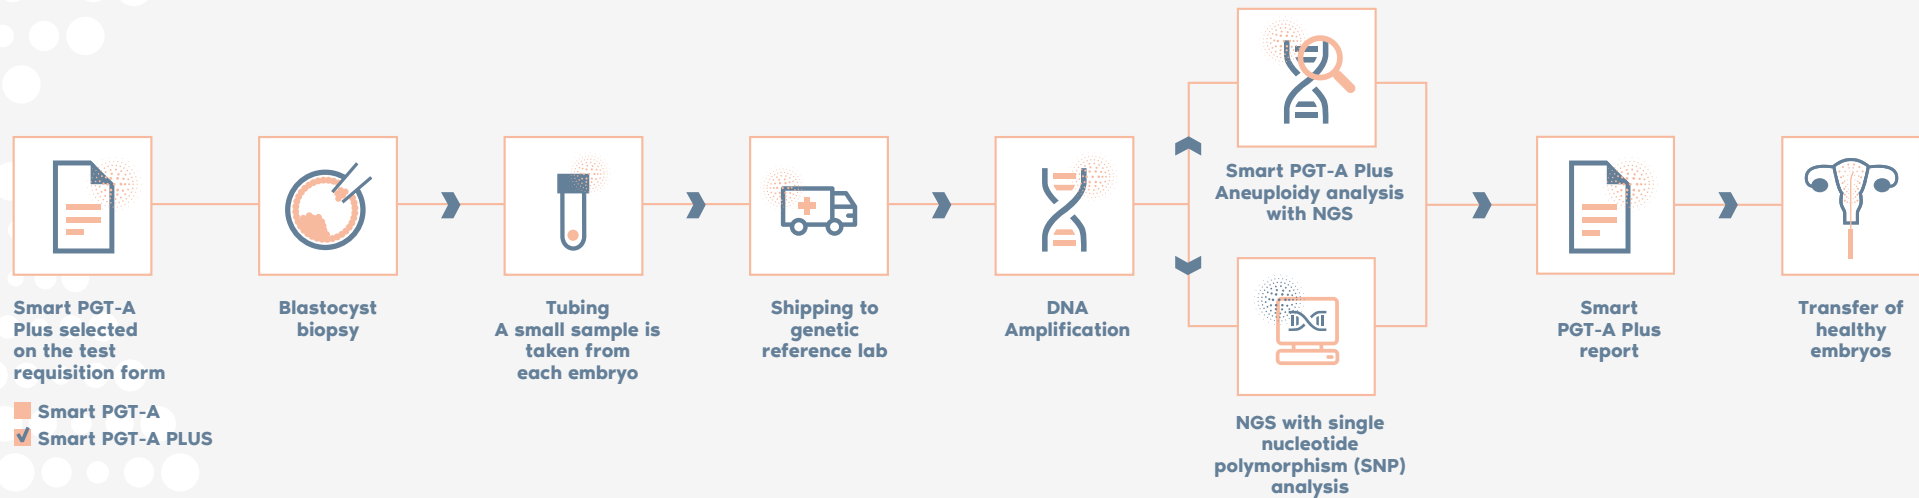 Smart PGT-A
Plus selected
on the test
requisition form
Smart PGT-A
Smart PGT-A PLUS
Blastocyst
biopsy
Tubing
A small sample is
taken from
each embryo
Shipping to
genetic
reference lab
DNA
Amplification
Smart PGT-A Plus
Aneuploidy analysis
with NGS
NGS with single
nucleotide
polymorphism (SNP)
analysis
Smart
PGT-A Plus
report
Transfer of
healthy
embryos